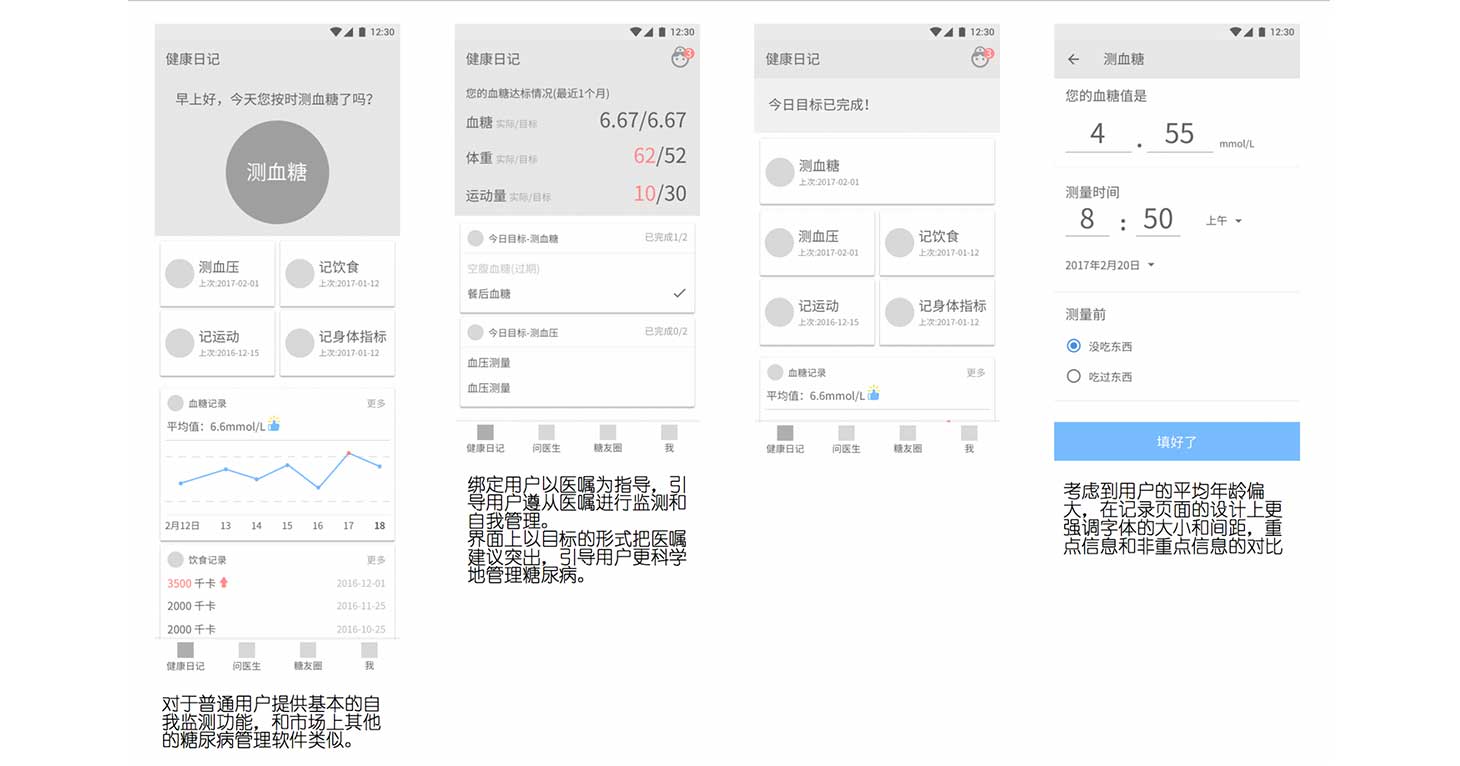 12:30
健康日记
早上好，今天您按时测血糖了吗？
测血糖
测血压
上次:2017-02-01
记饮食
上次:2017-01-12
记运动
上次:2016-12-15
记身体指标
上次:2017-01-12
血糖记录 更多
平均值：6.6mmol/L
2月12日 13 14 15 16 17 18
饮食记录 更多
3500 千卡 2016-12-01
2000 千卡 2016-11-25
2000 千卡 2016-10-25
健康日记 问医生 糖友圈 我
对于普通用户提供基本的自
我监测功能，和市场上其他
的糖尿病管理软件类似。
12:30
健康日记 3
您的血糖达标情况(最近1个月)
血糖 实际/目标 6.67/6.67
体重 实际/目标 62/52
运动量 实际/目标 10/30
今日目标-测血糖 已完成1/2
空腹血糖(过期)
餐后血糖
今日目标-测血压 已完成0/2
血压测量
血压测量
健康日记 问医生 糖友圈 我
绑定用户以医嘱为指导，引
导用户遵从医嘱进行监测和
自我管理。
界面上以目标的形式把医嘱
建议突出，引导用户更科学
地管理糖尿病。
12:30
健康日记 3
今日目标已完成！
测血糖
上次:2017-02-01
测血压
上次:2017-02-01
记饮食
上次:2017-01-12
记运动
上次:2016-12-15
记身体指标
上次:2017-01-12
血糖记录 更多
平均值：6.6mmol/L
健康日记 问医生 糖友圈 我
12:30
测血糖
您的血糖值是
4 . 55 mmol/L
测量时间
8 : 50 上午
2017年2月20日
测量前
没吃东西
吃过东西
填好了
考虑到用户的平均年龄偏
大，在记录页面的设计上更
强调字体的大小和间距，重
点信息和非重点信息的对比